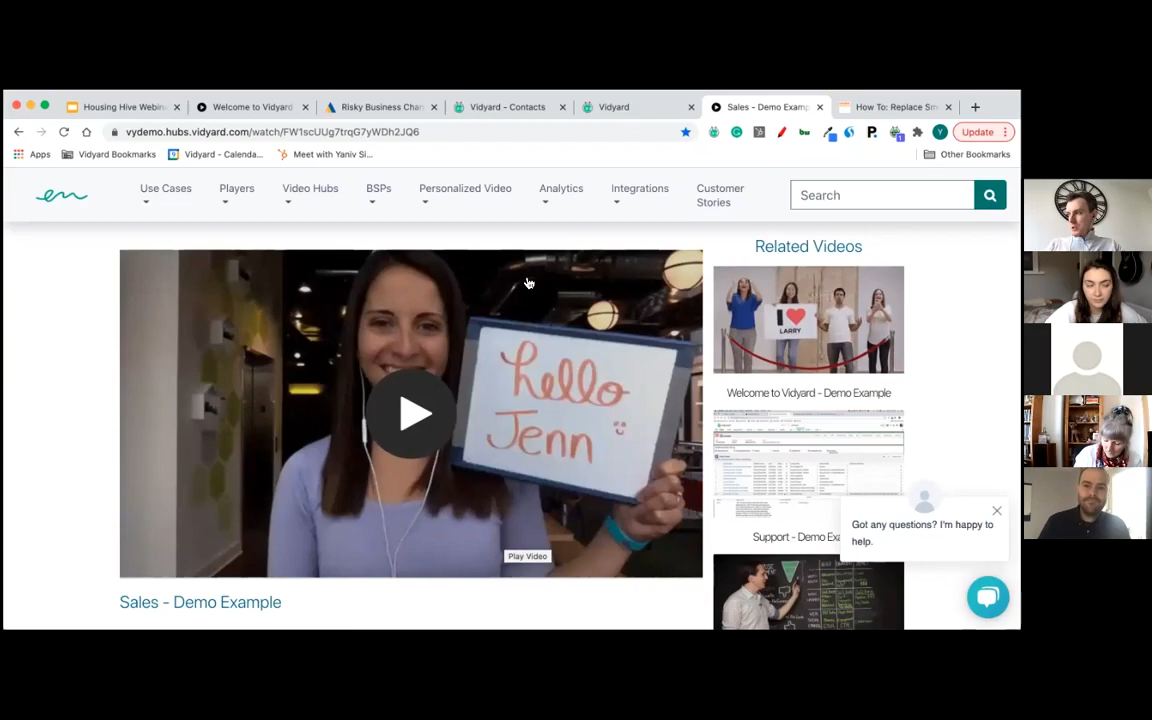 Housing Hive Webin
Welcome to Vidyard
Risky Business Chan
Vidyard - Contacts
Vidyard
Sales - Demo Examp
How To: Replace Sm
vydemo.hubs.vidyard.com/watch/FW1scUUg7trqG7yWDh2JQ6
Update
Apps
Vidyard Bookmarks
Vidyard - Calenda...
Meet with Yaniv Si...
Other Bookmarks
en
Use Cases
Players
Video Hubs
BSPs
Personalized Video
Analytics
Integrations
Customer
Stories
Search
Related Videos
hello
Jenn
Play Video
Sales - Demo Example
I ❤ LARRY
Welcome to Vidyard - Demo Example
Support - Demo Exa
Got any questions? I'm happy to
help.